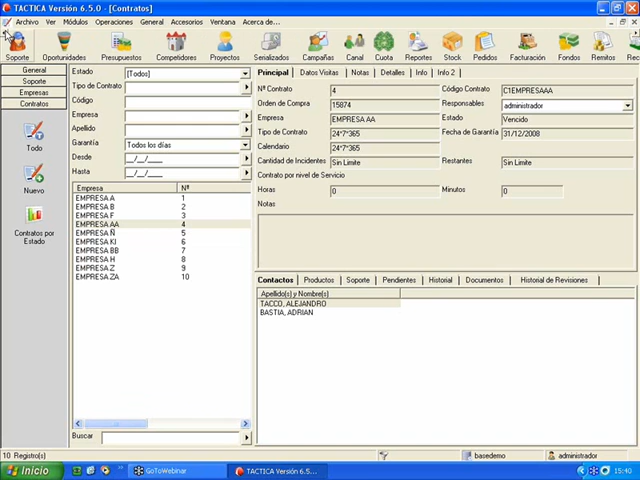 TACTICA Versión 6.5.0 - [Contratos]
Archivo Ver Módulos Operaciones General Accesorios Ventana Acerca de...
Soporte Oportunidades Presupuestos Competidores Proyectos Serializados Campañas Canal Cuota Reportes Stock Pedidos Facturación Fondos Remitos Rec
General
Soporte
Empresas
Contratos
Todo
Nuevo
Contratos por Estado
Estado [Todos]
Tipo de Contrato
Código
Empresa
Apellido
Garantía Todos los días
Desde __/__/____
Hasta __/__/____
Empresa Nº
EMPRESA A 1
EMPRESA B 2
EMPRESA F 3
EMPRESA AA 4
EMPRESA Ñ 5
EMPRESA KI 6
EMPRESA BB 7
EMPRESA H 8
EMPRESA Z 9
EMPRESA ZA 10
Buscar
Principal Datos Visitas Notas Detalles Info Info 2
Nº Contrato 4 Código Contrato C1EMPRESAAA
Orden de Compra 15874 Responsables administrador
Empresa EMPRESA AA Estado Vencido
Tipo de Contrato 24*7*365 Fecha de Garantía 31/12/2008
Calendario 24*7*365
Cantidad de Incidentes Sin Limite Restantes Sin Limite
Contrato por nivel de Servicio
Horas 0 Minutos 0
Notas
Contactos Productos Soporte Pendientes Historial Documentos Historial de Revisiones
Apellido(s) y Nombre(s)
TACCO, ALEJANDRO
BASTIA, ADRIAN
10 Registro(s) basedemo administrador
Inicio GoToWebinar TACTICA Versión 6.5.... 15:40